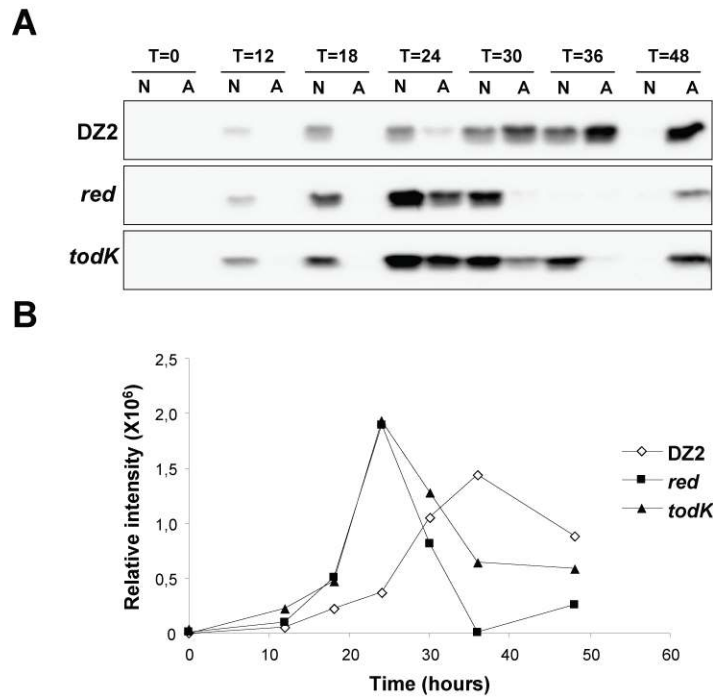 A
T=0 T=12 T=18 T=24 T=30 T=36 T=48
N A N A N A N A N A N A N A
DZ2
red
todK
B
Relative intensity (X10⁶)
2,5
2,0
1,5
1,0
0,5
0
0 10 20 30 40 50 60
Time (hours)
DZ2
red
todK